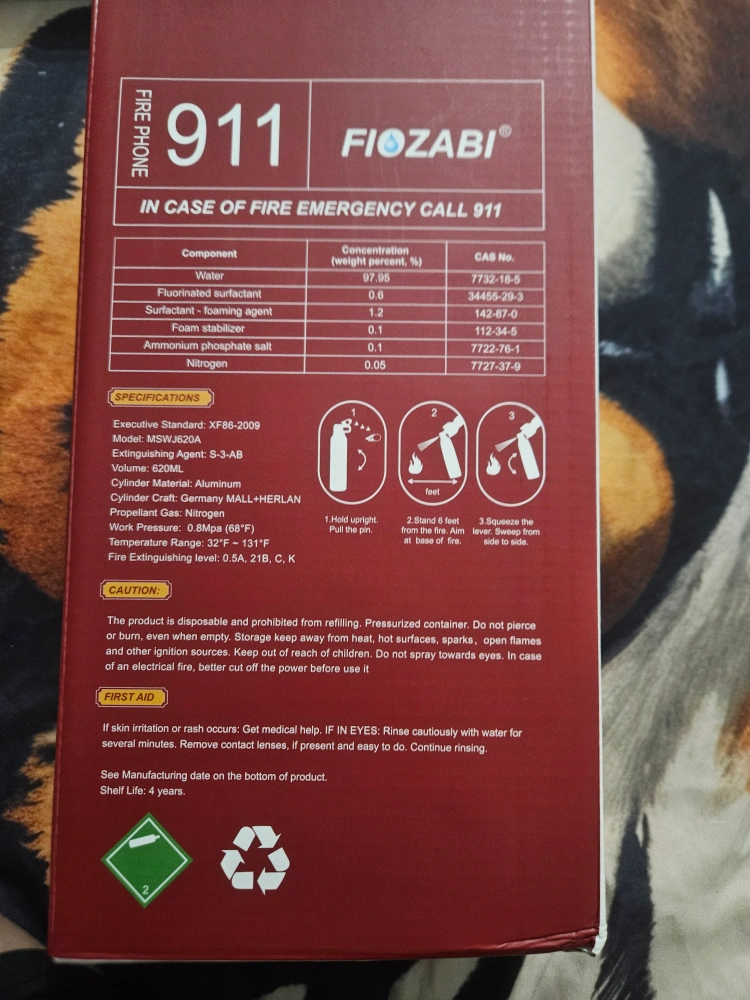 FIRE PHONE
911
FIOZABI®
IN CASE OF FIRE EMERGENCY CALL 911
Component Concentration (weight percent, %) CAS No.
Water 97.95 7732-18-5
Fluorinated surfactant 0.6 34455-29-3
Surfactant - foaming agent 1.2 142-87-0
Foam stabilizer 0.1 112-34-5
Ammonium phosphate salt 0.1 7722-76-1
Nitrogen 0.05 7727-37-9
SPECIFICATIONS
Executive Standard: XF86-2009
Model: MSWJ620A
Extinguishing Agent: S-3-AB
Volume: 620ML
Cylinder Material: Aluminum
Cylinder Craft: Germany MALL+HERLAN
Propellant Gas: Nitrogen
Work Pressure: 0.8Mpa (68°F)
Temperature Range: 32°F ~ 131°F
Fire Extinguishing level: 0.5A, 21B, C, K
1
1.Hold upright.
Pull the pin.
2
feet
2.Stand 6 feet
from the fire. Aim
at base of fire.
3
3.Squeeze the
lever. Sweep from
side to side.
CAUTION:
The product is disposable and prohibited from refilling. Pressurized container. Do not pierce
or burn, even when empty. Storage keep away from heat, hot surfaces, sparks, open flames
and other ignition sources. Keep out of reach of children. Do not spray towards eyes. In case
of an electrical fire, better cut off the power before use it
FIRST AID
If skin irritation or rash occurs: Get medical help. IF IN EYES: Rinse cautiously with water for
several minutes. Remove contact lenses, if present and easy to do. Continue rinsing.
See Manufacturing date on the bottom of product.
Shelf Life: 4 years.
2